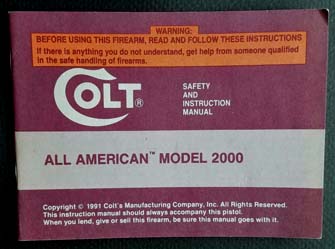 WARNING:
BEFORE USING THIS FIREARM, READ AND FOLLOW THESE INSTRUCTIONS
If there is anything you do not understand, get help from someone qualified
in the safe handling of firearms.
COLT®
SAFETY
AND
INSTRUCTION
MANUAL
ALL AMERICAN™ MODEL 2000
Copyright © 1991 Colt's Manufacturing Company, Inc. All Rights Reserved.
This instruction manual should always accompany this pistol.
When you lend, give or sell this firearm, be sure this manual goes with it.